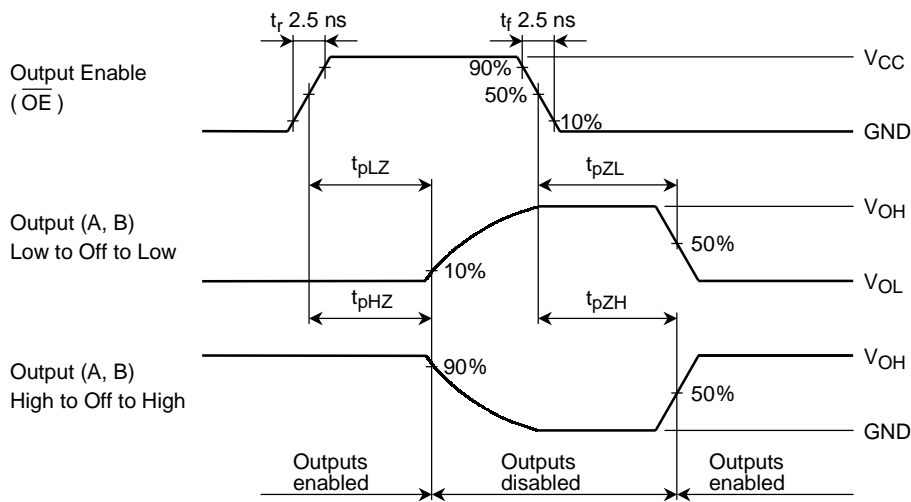 tr 2.5 ns
tf 2.5 ns
Output Enable
( OE )
90%
50%
10%
VCC
GND
tpLZ
tpZL
Output (A, B)
Low to Off to Low
10%
50%
VOH
VOL
tpHZ
tpZH
Output (A, B)
High to Off to High
90%
50%
VOH
GND
Outputs enabled
Outputs disabled
Outputs enabled